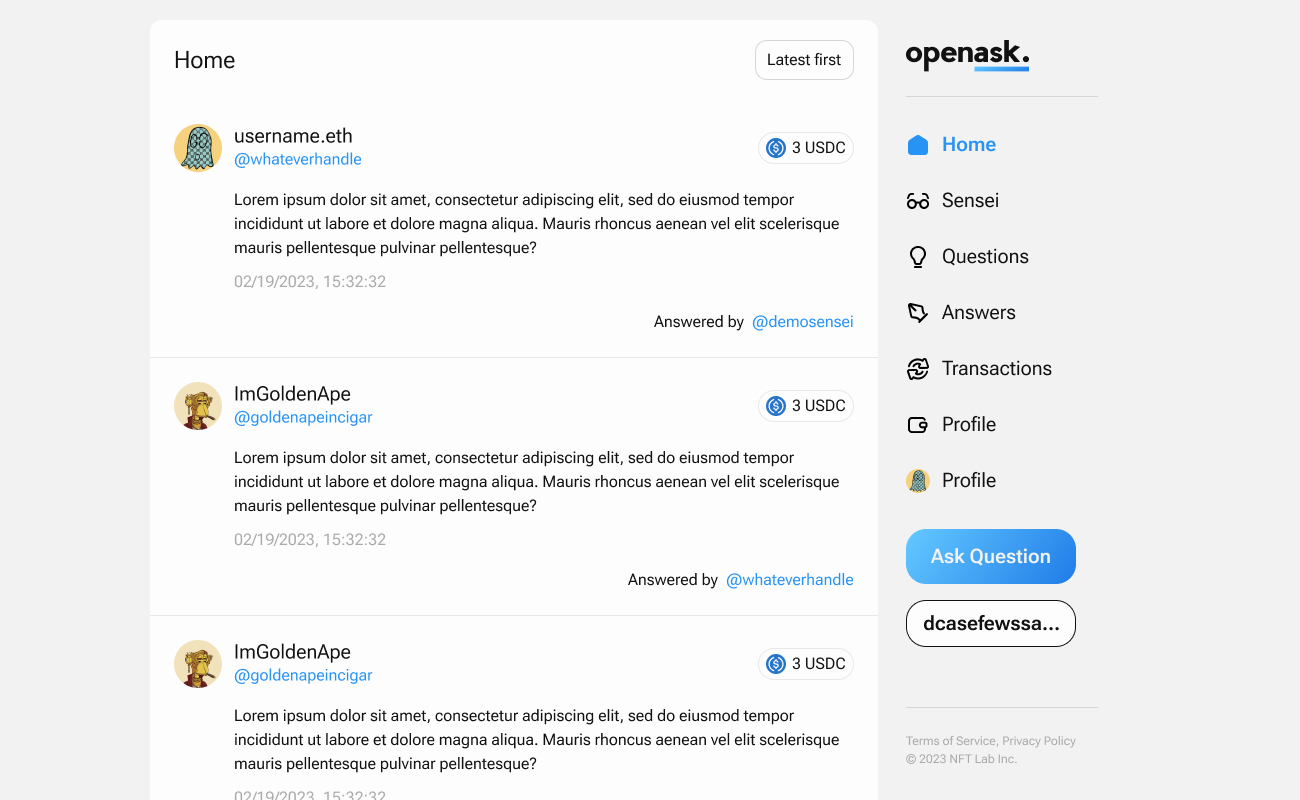 Home
Latest first
username.eth
@whateverhandle
3 USDC
Lorem ipsum dolor sit amet, consectetur adipiscing elit, sed do eiusmod tempor
incididunt ut labore et dolore magna aliqua. Mauris rhoncus aenean vel elit scelerisque
mauris pellentesque pulvinar pellentesque?
02/19/2023, 15:32:32
Answered by @demosensei
ImGoldenApe
@goldenapeincigar
3 USDC
Lorem ipsum dolor sit amet, consectetur adipiscing elit, sed do eiusmod tempor
incididunt ut labore et dolore magna aliqua. Mauris rhoncus aenean vel elit scelerisque
mauris pellentesque pulvinar pellentesque?
02/19/2023, 15:32:32
Answered by @whateverhandle
ImGoldenApe
@goldenapeincigar
3 USDC
Lorem ipsum dolor sit amet, consectetur adipiscing elit, sed do eiusmod tempor
incididunt ut labore et dolore magna aliqua. Mauris rhoncus aenean vel elit scelerisque
mauris pellentesque pulvinar pellentesque?
02/19/2023, 15:32:32
openask.
Home
Sensei
Questions
Answers
Transactions
Profile
Profile
Ask Question
dcasefewssa...
Terms of Service, Privacy Policy
© 2023 NFT Lab Inc.